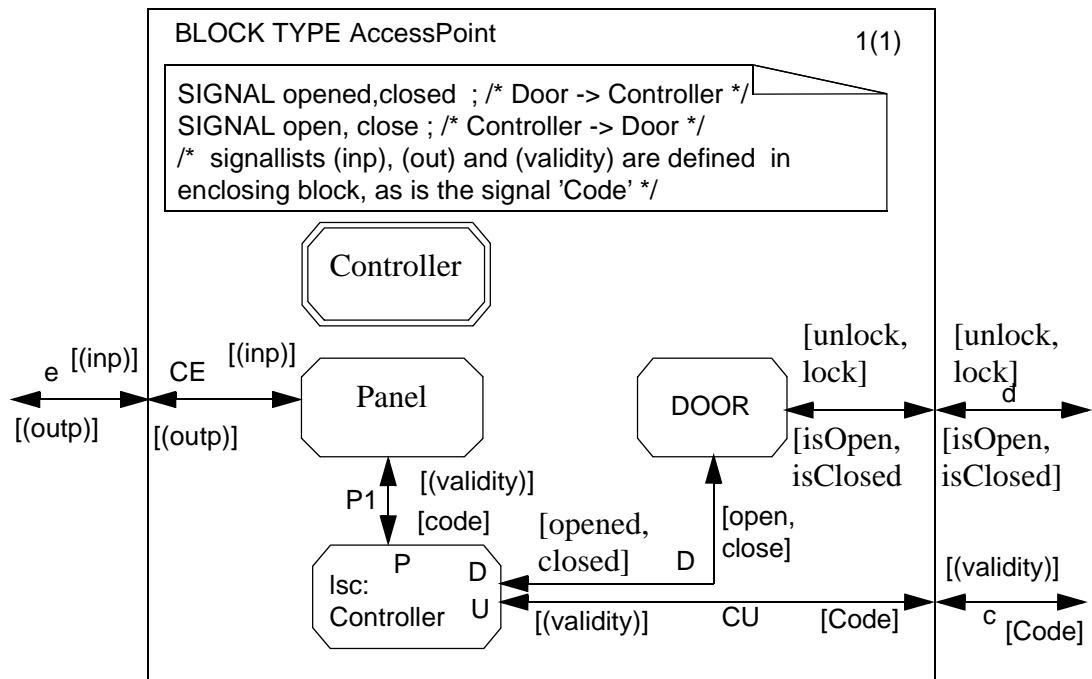 BLOCK TYPE AccessPoint
1(1)
SIGNAL opened,closed ; /* Door -> Controller */
SIGNAL open, close ; /* Controller -> Door */
/* signallists (inp), (out) and (validity) are defined in
enclosing block, as is the signal 'Code' */
Controller
[unlock,
lock]
[unlock,
lock]
e
[(inp)]
CE
[(inp)]
Panel
DOOR
d
[(outp)]
[(outp)]
[isOpen,
isClosed
[isOpen,
isClosed]
P1
[(validity)]
[code]
[opened,
closed]
[open,
close]
D
P
D
U
lsc:
Controller
[(validity)]
CU
[Code]
[(validity)]
c
[Code]